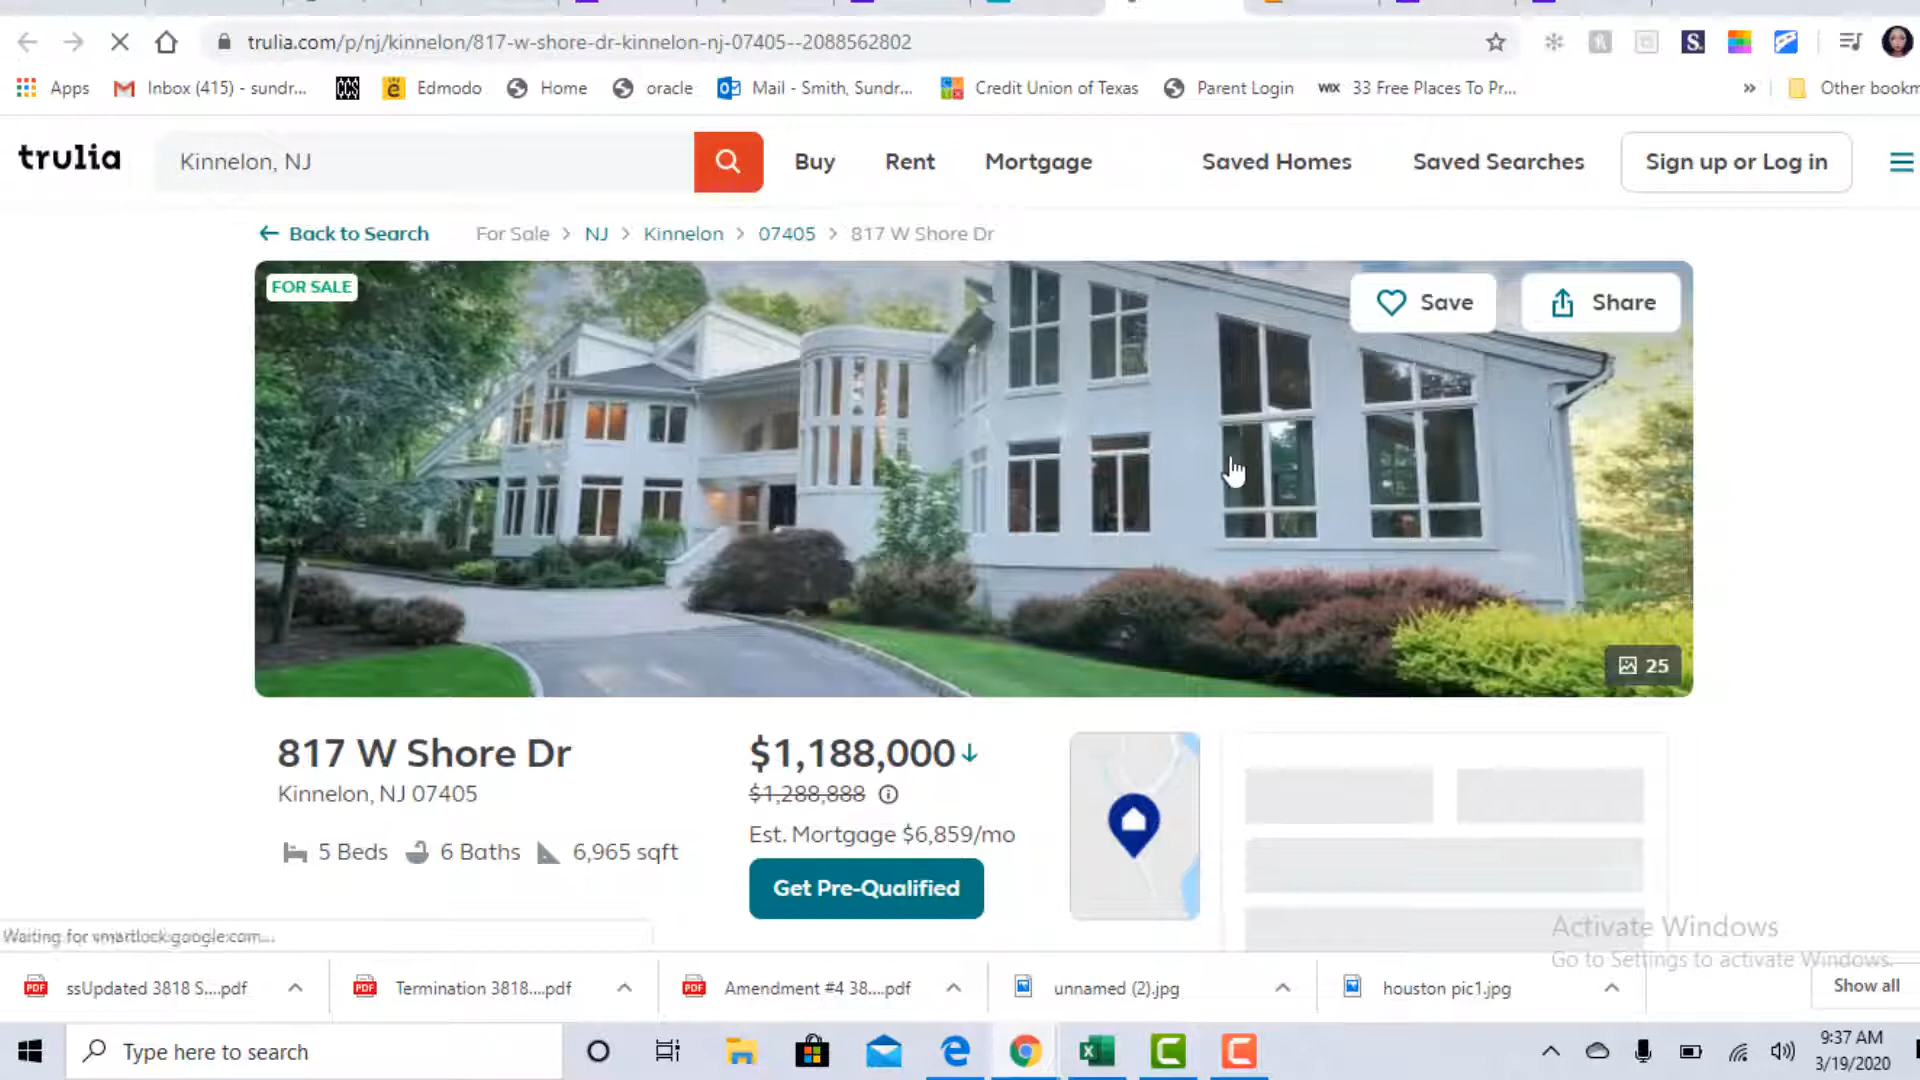 trulia.com/p/nj/kinnelon/817-w-shore-dr-kinnelon-nj-07405--2088562802
Apps
Inbox (415) - sundr...
CCS
Edmodo
Home
oracle
Mail - Smith, Sundr...
Credit Union of Texas
Parent Login
WIX 33 Free Places To Pr...
»
Other bookm
trulia
Kinnelon, NJ
Buy
Rent
Mortgage
Saved Homes
Saved Searches
Sign up or Log in
Back to Search
For Sale > NJ > Kinnelon > 07405 > 817 W Shore Dr
FOR SALE
Save
Share
25
817 W Shore Dr
Kinnelon, NJ 07405
5 Beds
6 Baths
6,965 sqft
$1,188,000
$1,288,888
Est. Mortgage $6,859/mo
Get Pre-Qualified
Activate Windows
Go to Settings to activate Windows.
Waiting for smartlock.google.com...
PDF ssUpdated 3818 S....pdf
PDF Termination 3818....pdf
PDF Amendment #4 38....pdf
unnamed (2).jpg
houston pic1.jpg
Show all
Type here to search
9:37 AM
3/19/2020